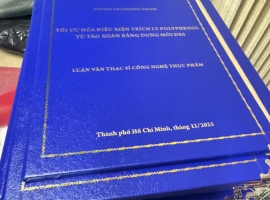 TỐI ƯU HÓA ĐIỀU KIỆN TRÍCH LY POLYPHENOL
TỪ TẢO XOẮN BẰNG DUNG MÔI DES
LUẬN VĂN THẠC SĨ CÔNG NGHỆ THỰC PHẨM
Thành phố Hồ Chí Minh, tháng 12/2025